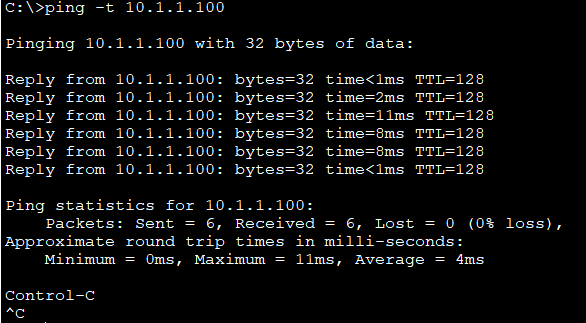 C:\>ping -t 10.1.1.100
Pinging 10.1.1.100 with 32 bytes of data:
Reply from 10.1.1.100: bytes=32 time<1ms TTL=128
Reply from 10.1.1.100: bytes=32 time=2ms TTL=128
Reply from 10.1.1.100: bytes=32 time=11ms TTL=128
Reply from 10.1.1.100: bytes=32 time=8ms TTL=128
Reply from 10.1.1.100: bytes=32 time=8ms TTL=128
Reply from 10.1.1.100: bytes=32 time<1ms TTL=128
Ping statistics for 10.1.1.100:
    Packets: Sent = 6, Received = 6, Lost = 0 (0% loss),
Approximate round trip times in milli-seconds:
    Minimum = 0ms, Maximum = 11ms, Average = 4ms
Control-C
^C